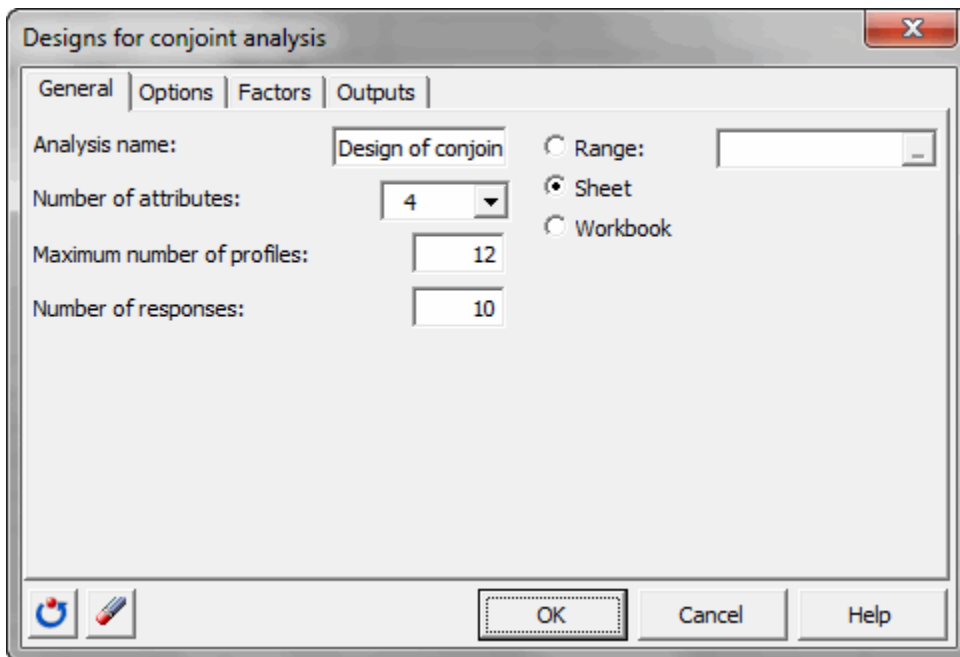 Designs for conjoint analysis
General Options Factors Outputs
Analysis name: Design of conjoin
Number of attributes: 4
Maximum number of profiles: 12
Number of responses: 10
Range:
Sheet
Workbook
OK Cancel Help